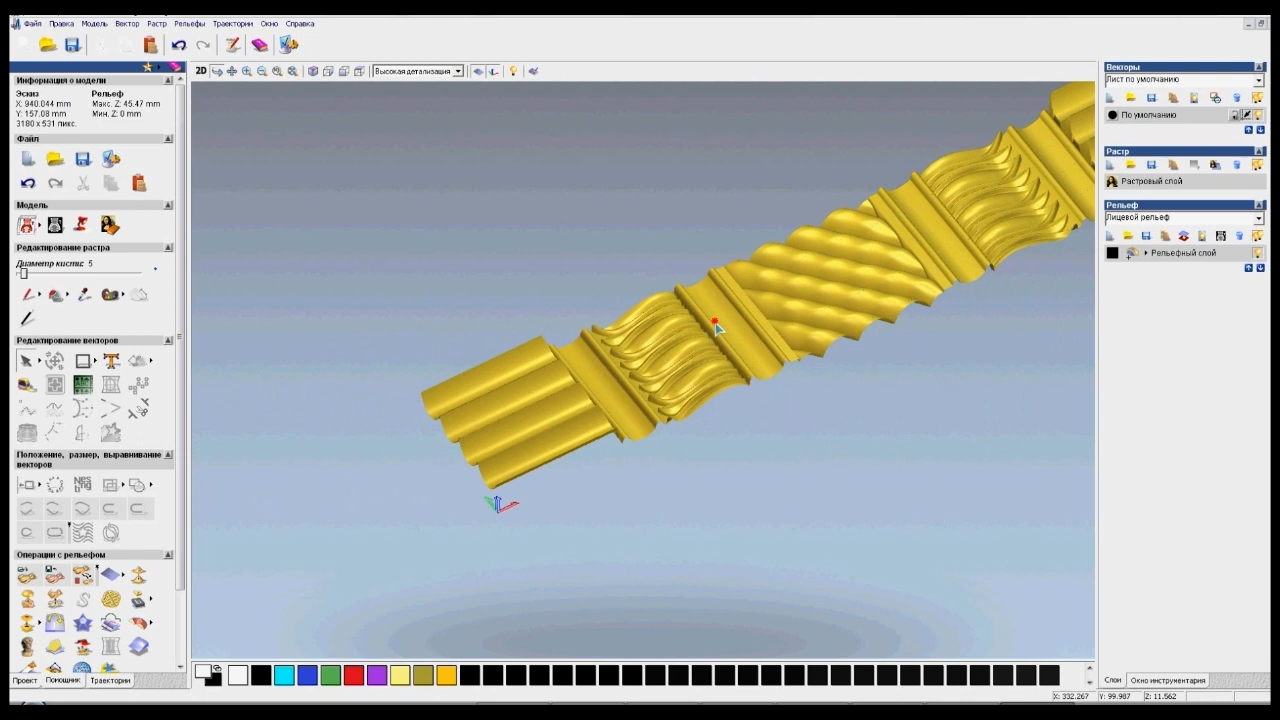 Файл Правка Модель Вектор Растр Рельефы Траектории Окно Справка
2D
Высокая детализация
Информация о модели
Эскиз Рельеф
X: 940.044 mm Макс. Z: 45.47 mm
Y: 157.08 mm Мин. Z: 0 mm
3180 x 531 пикс.
Файл
Модель
Редактирование растра
Диаметр кисти: 5
Редактирование векторов
Положение, размер, выравнивание
векторов
Операции с рельефом
Проект Помощник Траектории
Векторы
Лист по умолчанию
По умолчанию
Растр
Растровый слой
Рельеф
Лицевой рельеф
Рельефный слой
Слои Окно инструментария
X: 332.267 Y: 99.987 Z: 11.562